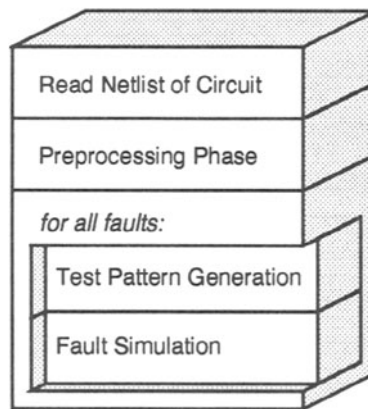 Read Netlist of Circuit
Preprocessing Phase
for all faults:
Test Pattern Generation
Fault Simulation